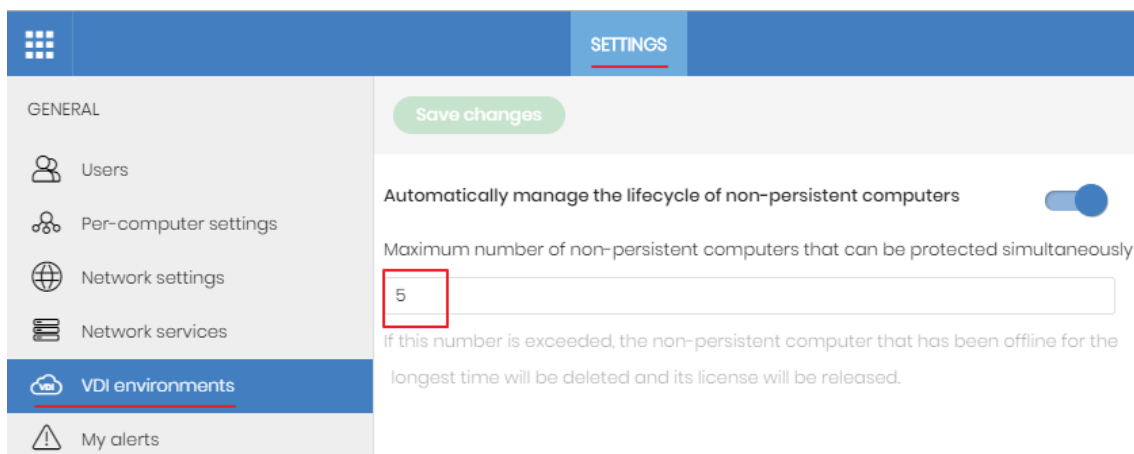 SETTINGS
GENERAL
Users
Per-computer settings
Network settings
Network services
VDI
VDI environments
My alerts
Save changes
Automatically manage the lifecycle of non-persistent computers
Maximum number of non-persistent computers that can be protected simultaneously
5
If this number is exceeded, the non-persistent computer that has been offline for the
longest time will be deleted and its license will be released.